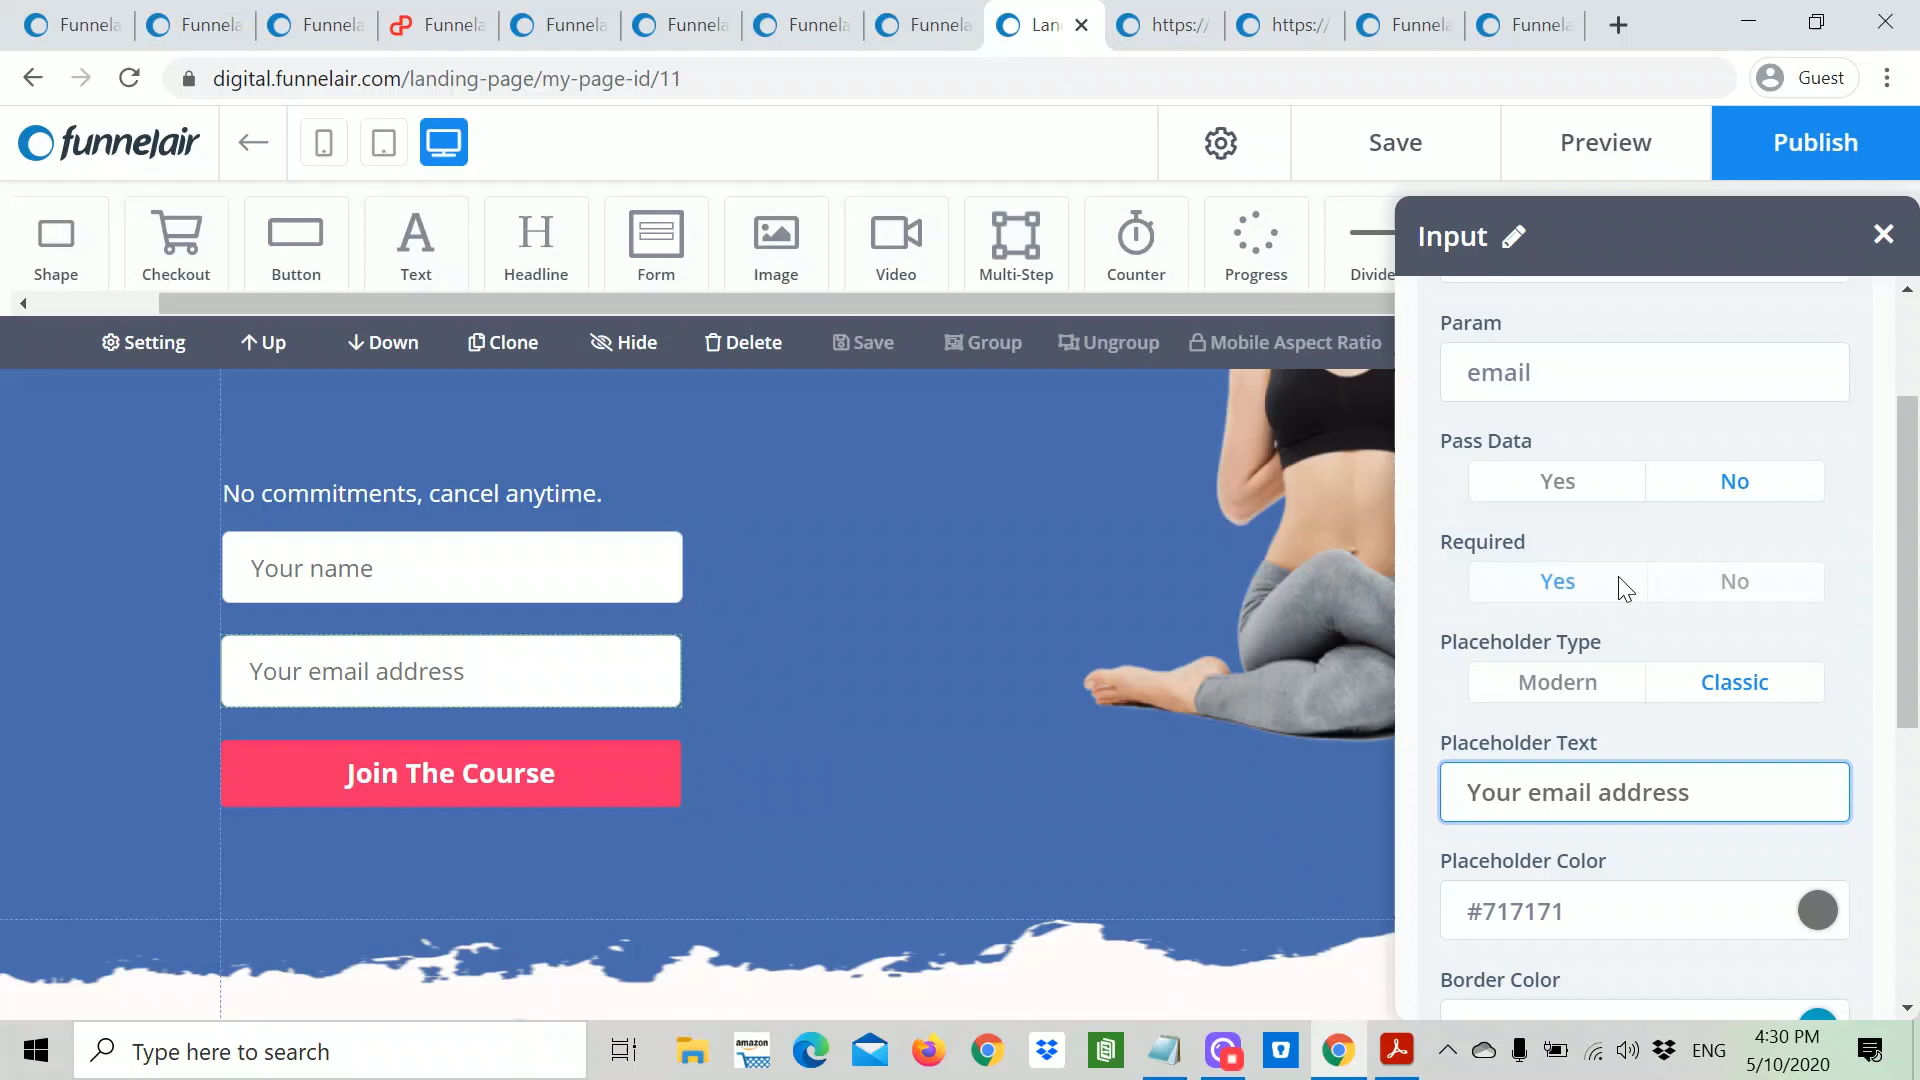 Funnela Funnela Funnela Funnela Funnela Funnela Funnela Funnela Lan https:/ https:/ Funnela Funnela
digital.funnelair.com/landing-page/my-page-id/11 Guest
funnelair Save Preview Publish
Shape Checkout Button Text Headline Form Image Video Multi-Step Counter Progress Divide
Input
Setting Up Down Clone Hide Delete Save Group Ungroup Mobile Aspect Ratio
Param
email
Pass Data
Yes No
Required
Yes No
Placeholder Type
Modern Classic
Placeholder Text
Your email address
Placeholder Color
#717171
Border Color
No commitments, cancel anytime.
Your name
Your email address
Join The Course
Type here to search
amazon
ENG
4:30 PM
5/10/2020